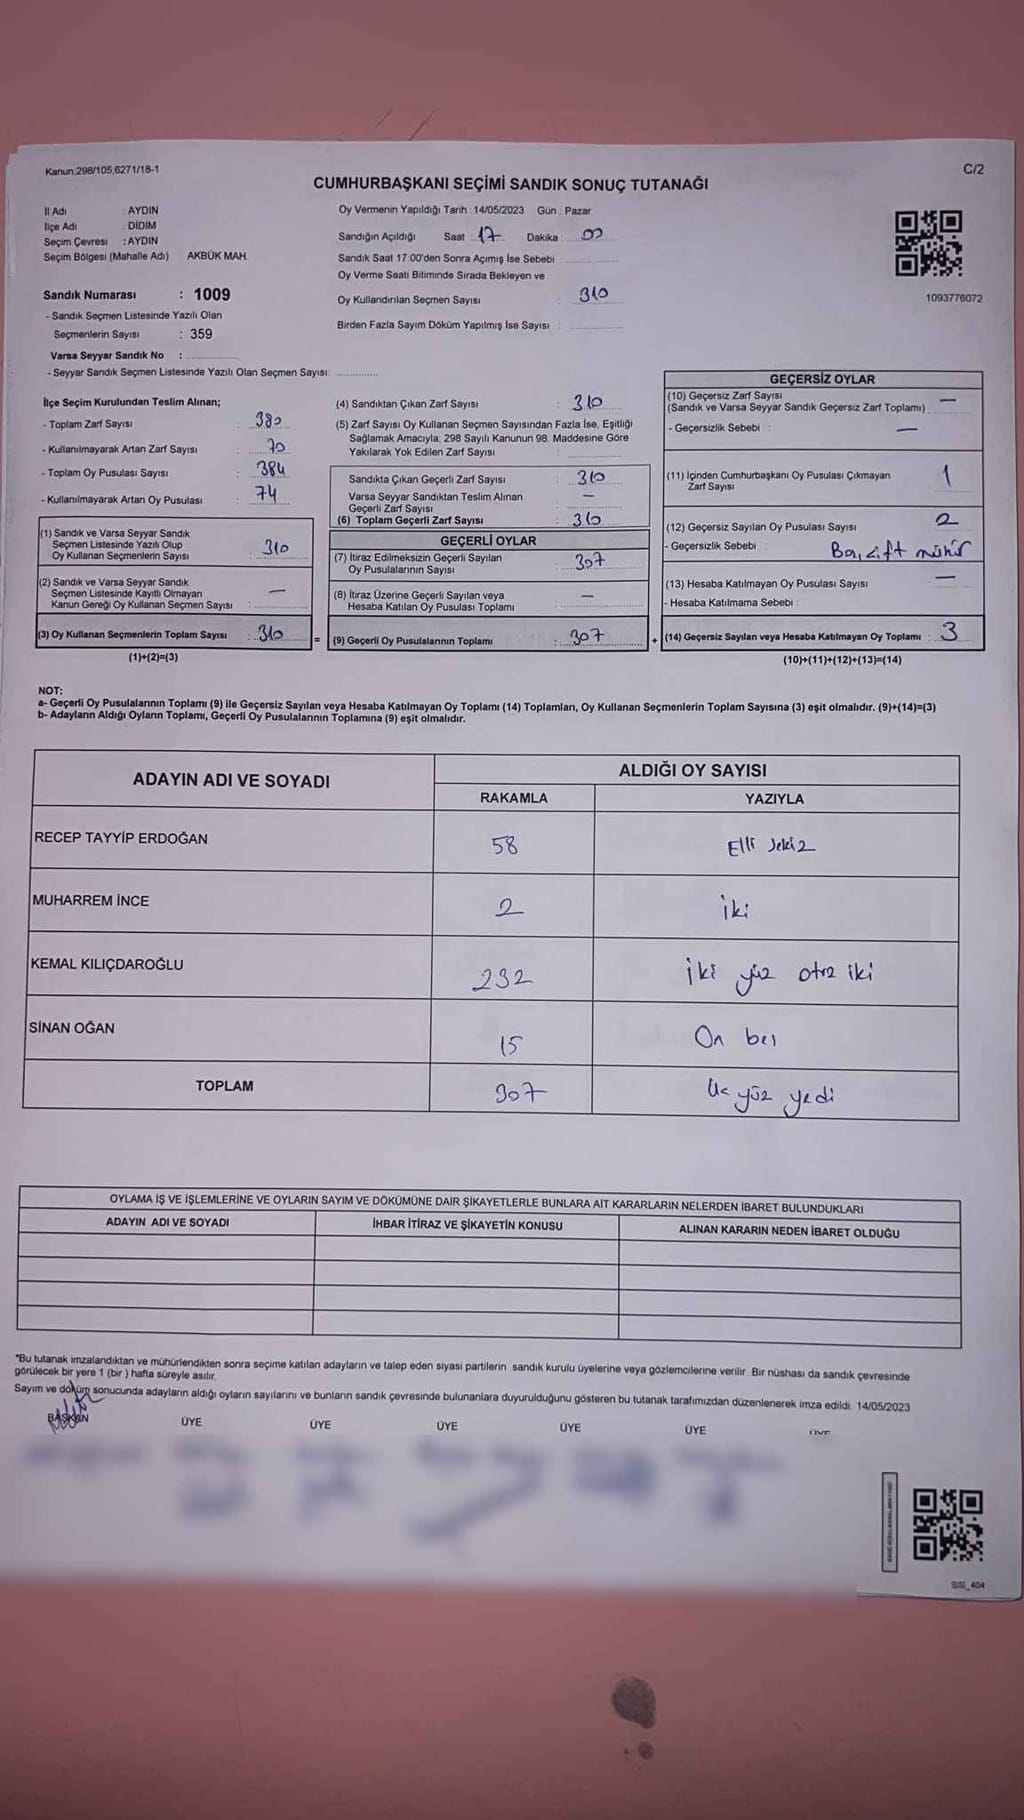 Kanun;298/105,6271/18-1
C/2
CUMHURBAŞKANI SEÇİMİ SANDIK SONUÇ TUTANAĞI
İl Adı : AYDIN
İlçe Adı : DİDİM
Seçim Çevresi : AYDIN
Seçim Bölgesi (Mahalle Adı) AKBÜK MAH.
Sandık Numarası : 1009
- Sandık Seçmen Listesinde Yazılı Olan
Seçmenlerin Sayısı : 359
Varsa Seyyar Sandık No :
- Seyyar Sandık Seçmen Listesinde Yazılı Olan Seçmen Sayısı:
Oy Vermenin Yapıldığı Tarih : 14/05/2023 Gün : Pazar
Sandığın Açıldığı Saat : 17 Dakika : 00
Sandık Saat 17:00'den Sonra Açımış İse Sebebi :
Oy Verme Saati Bitiminde Sırada Bekleyen ve
Oy Kullandırılan Seçmen Sayısı : 310
Birden Fazla Sayım Döküm Yapılmış İse Sayısı :
1093776072
İlçe Seçim Kurulundan Teslim Alınan;
- Toplam Zarf Sayısı : 380
- Kullanılmayarak Artan Zarf Sayısı : 70
- Toplam Oy Pusulası Sayısı : 384
- Kullanılmayarak Artan Oy Pusulası : 74
(1) Sandık ve Varsa Seyyar Sandık
Seçmen Listesinde Yazılı Olup
Oy Kullanan Seçmenlerin Sayısı : 310
(2) Sandık ve Varsa Seyyar Sandık
Seçmen Listesinde Kayıtlı Olmayan
Kanun Gereği Oy Kullanan Seçmen Sayısı : —
(3) Oy Kullanan Seçmenlerin Toplam Sayısı : 310
(1)+(2)=(3)
(4) Sandıktan Çıkan Zarf Sayısı : 310
(5) Zarf Sayısı Oy Kullanan Seçmen Sayısından Fazla İse, Eşitliği
Sağlamak Amacıyla; 298 Sayılı Kanunun 98. Maddesine Göre
Yakılarak Yok Edilen Zarf Sayısı :
Sandıkta Çıkan Geçerli Zarf Sayısı : 310
Varsa Seyyar Sandıktan Teslim Alınan
Geçerli Zarf Sayısı : —
(6) Toplam Geçerli Zarf Sayısı : 310
GEÇERLİ OYLAR
(7) İtiraz Edilmeksizin Geçerli Sayılan
Oy Pusulalarının Sayısı : 307
(8) İtiraz Üzerine Geçerli Sayılan veya
Hesaba Katılan Oy Pusulası Toplamı : —
= (9) Geçerli Oy Pusulalarının Toplamı : 307
GEÇERSİZ OYLAR
(10) Geçersiz Zarf Sayısı
(Sandık ve Varsa Seyyar Sandık Geçersiz Zarf Toplamı) : —
- Geçersizlik Sebebi : —
(11) İçinden Cumhurbaşkanı Oy Pusulası Çıkmayan
Zarf Sayısı 1
(12) Geçersiz Sayılan Oy Pusulası Sayısı : 2
- Geçersizlik Sebebi : Boş, çift mühür
(13) Hesaba Katılmayan Oy Pusulası Sayısı : —
- Hesaba Katılmama Sebebi :
+ (14) Geçersiz Sayılan veya Hesaba Katılmayan Oy Toplamı : 3
(10)+(11)+(12)+(13)=(14)
NOT:
a- Geçerli Oy Pusulalarının Toplamı (9) ile Geçersiz Sayılan veya Hesaba Katılmayan Oy Toplamı (14) Toplamları, Oy Kullanan Seçmenlerin Toplam Sayısına (3) eşit olmalıdır. (9)+(14)=(3)
b- Adayların Aldığı Oyların Toplamı, Geçerli Oy Pusulalarının Toplamına (9) eşit olmalıdır.
ADAYIN ADI VE SOYADI
ALDIĞI OY SAYISI
RAKAMLA YAZIYLA
RECEP TAYYİP ERDOĞAN 58 Elli sekiz
MUHARREM İNCE 2 iki
KEMAL KILIÇDAROĞLU 232 iki yüz otuz iki
SİNAN OĞAN 15 On beş
TOPLAM 307 Üç yüz yedi
OYLAMA İŞ VE İŞLEMLERİNE VE OYLARIN SAYIM VE DÖKÜMÜNE DAİR ŞİKAYETLERLE BUNLARA AİT KARARLARIN NELERDEN İBARET BULUNDUKLARI
ADAYIN ADI VE SOYADI İHBAR İTİRAZ VE ŞİKAYETİN KONUSU ALINAN KARARIN NEDEN İBARET OLDUĞU
*Bu tutanak imzalandıktan ve mühürlendikten sonra seçime katılan adayların ve talep eden siyasi partilerin sandık kurulu üyelerine veya gözlemcilerine verilir. Bir nüshası da sandık çevresinde
görülecek bir yere 1 (bir ) hafta süreyle asılır.
Sayım ve döküm sonucunda adayların aldığı oyların sayılarını ve bunların sandık çevresinde bulunanlara duyurulduğunu gösteren bu tutanak tarafımızdan düzenlenerek imza edildi. 14/05/2023
BAŞKAN ÜYE ÜYE ÜYE ÜYE ÜYE ÜYE
SSI_404